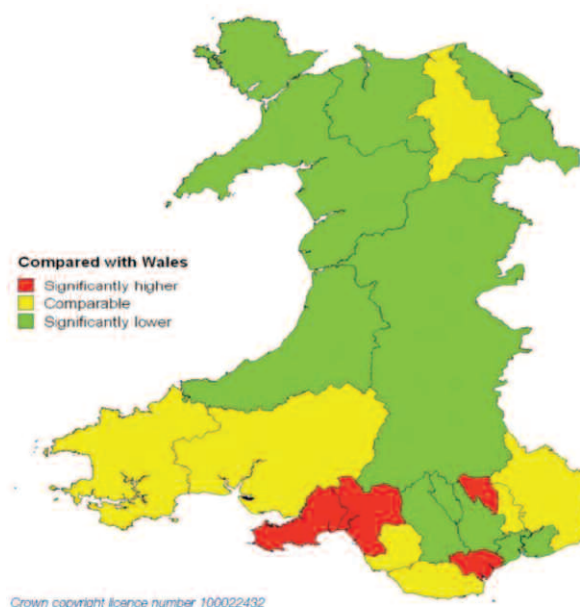 Compared with Wales
Significantly higher
Comparable
Significantly lower
Crown copyright licence number 100022432